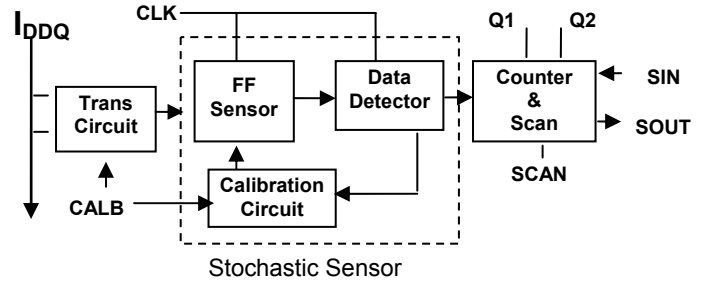 I_DDQ
CLK
Q1 Q2
Trans
Circuit
FF
Sensor
Data
Detector
Counter
&
Scan
SIN
SOUT
SCAN
CALB
Calibration
Circuit
Stochastic Sensor